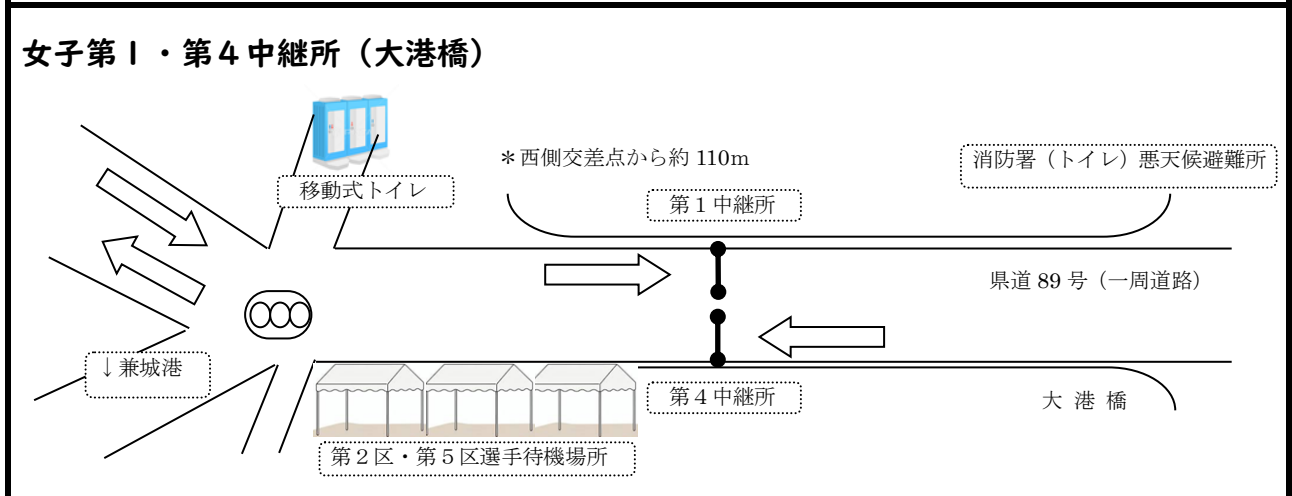 女子第１・第４中継所（大港橋）
＊西側交差点から約 110m
消防署（トイレ）悪天候避難所
移動式トイレ
第１中継所
県道 89 号（一周道路）
↓兼城港
第４中継所
大 港 橋
第２区・第５区選手待機場所